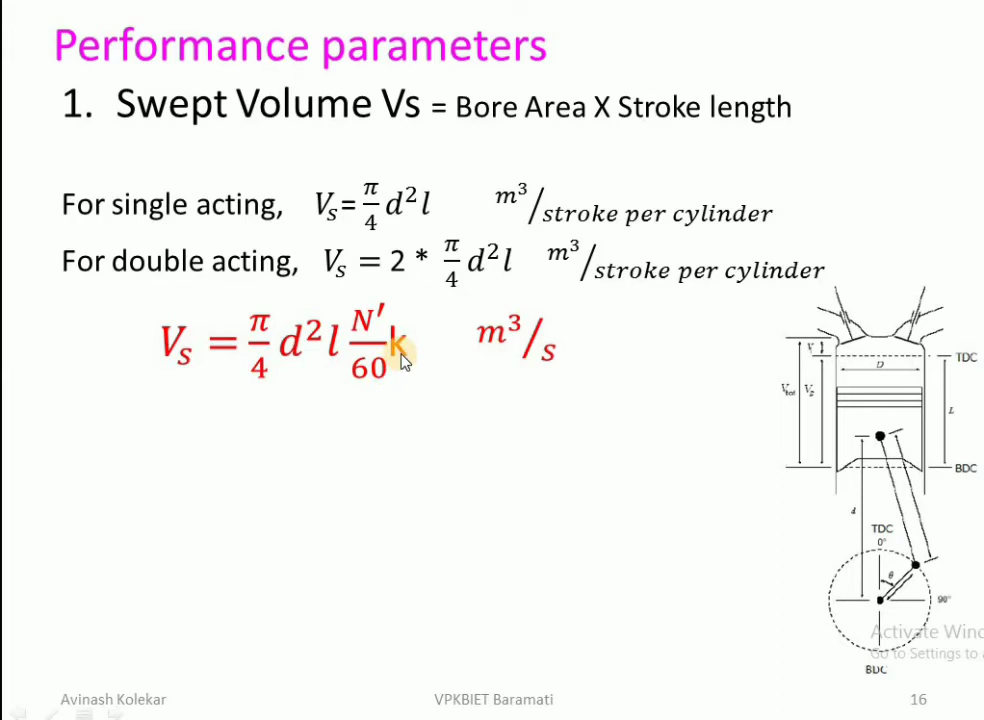 Performance parameters
1. Swept Volume Vs = Bore Area X Stroke length
For single acting, Vₛ= π/4 d²l m³/stroke per cylinder
For double acting, Vₛ = 2 * π/4 d²l m³/stroke per cylinder
Vₛ = π/4 d²l N′/60 k m³/s
TDC
D
L
BDC
d
TDC
0°
θ
90°
Activate Wind
Go to Settings to
BDC
Avinash Kolekar VPKBIET Baramati 16